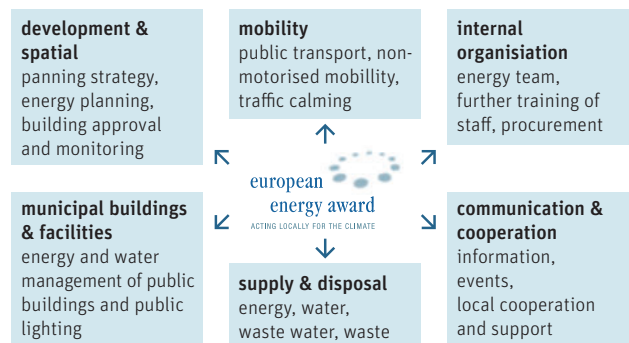 development &
spatial
panning strategy,
energy planning,
building approval
and monitoring
mobility
public transport, non-
motorised mobillity,
traffic calming
internal
organisiation
energy team,
further training of
staff, procurement
european
energy award
ACTING LOCALLY FOR THE CLIMATE
municipal buildings
& facilities
energy and water
management of public
buildings and public
lighting
supply & disposal
energy, water,
waste water, waste
communication &
cooperation
information,
events,
local cooperation
and support